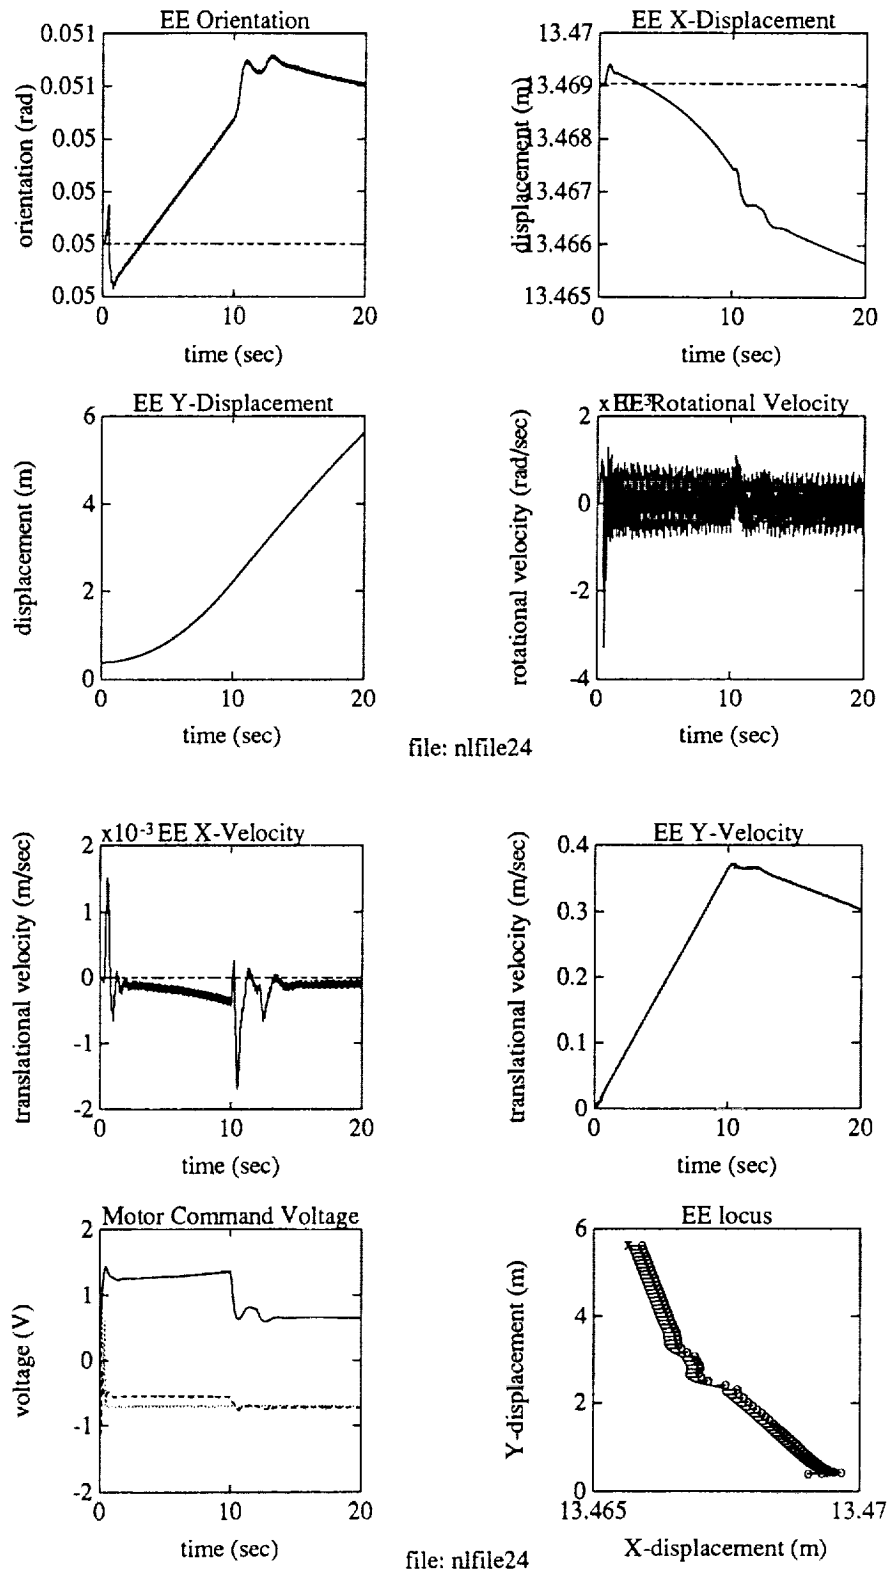 EE Orientation
0.051
0.051
0.05
0.05
0.05
0.05
orientation (rad)
0
10
20
time (sec)
EE X-Displacement
13.47
13.469
13.468
13.467
13.466
13.465
displacement (m)
0
10
20
time (sec)
EE Y-Displacement
6
4
2
0
displacement (m)
0
10
20
time (sec)
x10-3
EE Rotational Velocity
2
0
-2
-4
rotational velocity (rad/sec)
0
10
20
time (sec)
file: nlfile24
x10-3 EE X-Velocity
2
1
0
-1
-2
translational velocity (m/sec)
0
10
20
time (sec)
EE Y-Velocity
0.4
0.3
0.2
0.1
0
translational velocity (m/sec)
0
10
20
time (sec)
Motor Command Voltage
2
1
0
-1
-2
voltage (V)
0
10
20
time (sec)
EE locus
6
4
2
0
Y-displacement (m)
13.465
13.47
X-displacement (m)
file: nlfile24